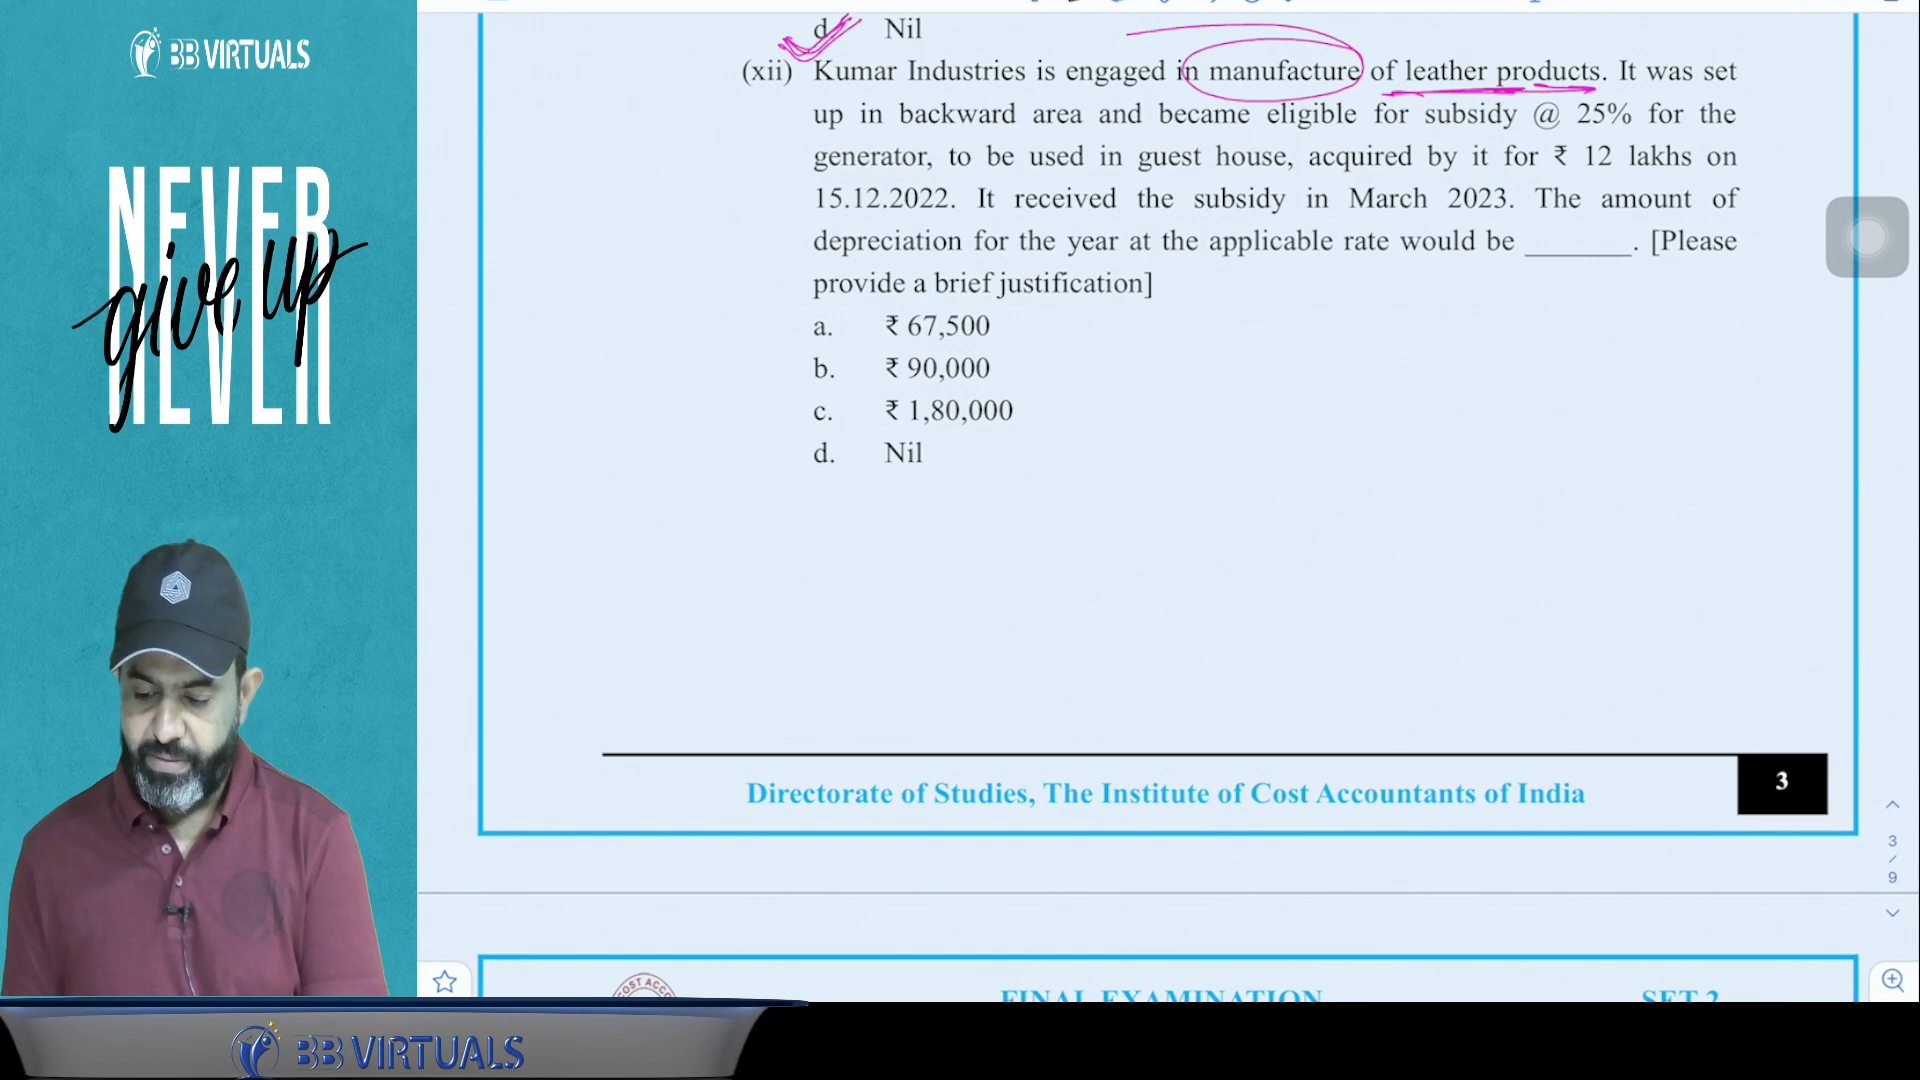 BB VIRTUALS
NEVER
give up
NEVER
d. Nil
(xii) Kumar Industries is engaged in manufacture of leather products. It was set
up in backward area and became eligible for subsidy @ 25% for the
generator, to be used in guest house, acquired by it for ₹ 12 lakhs on
15.12.2022. It received the subsidy in March 2023. The amount of
depreciation for the year at the applicable rate would be _______. [Please
provide a brief justification]
a. ₹ 67,500
b. ₹ 90,000
c. ₹ 1,80,000
d. Nil
Directorate of Studies, The Institute of Cost Accountants of India
3
3
/
9
FINAL EXAMINATION
SET 2
BB VIRTUALS